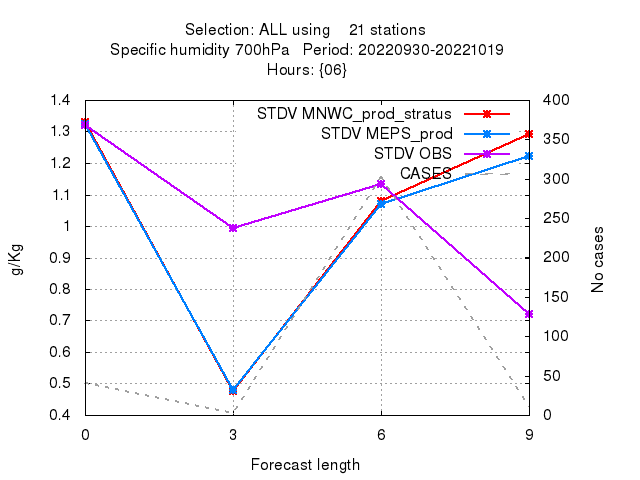 Selection: ALL using    21 stations
Specific humidity 700hPa   Period: 20220930-20221019
Hours: {06}
STDV MNWC_prod_stratus
STDV MEPS_prod
STDV OBS
CASES
1.4
1.3
1.2
1.1
1
0.9
0.8
0.7
0.6
0.5
0.4
g/Kg
400
350
300
250
200
150
100
50
0
No cases
0 3 6 9
Forecast length